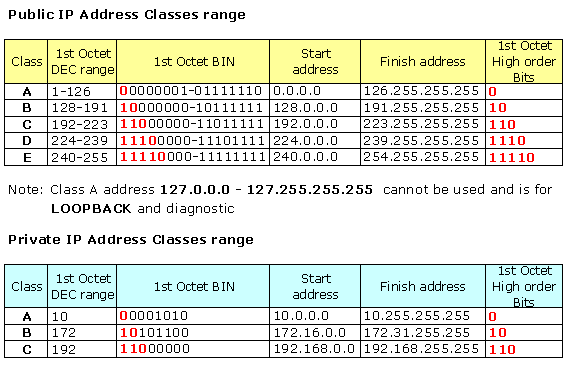 Public IP Address Classes range
Class 1st Octet DEC range 1st Octet BIN Start address Finish address 1st Octet High order Bits
A 1-126 00000001-01111110 0.0.0.0 126.255.255.255 0
B 128-191 10000000-10111111 128.0.0.0 191.255.255.255 10
C 192-223 11000000-11011111 192.0.0.0 223.255.255.255 110
D 224-239 11100000-11101111 224.0.0.0 239.255.255.255 1110
E 240-255 11110000-11111111 240.0.0.0 254.255.255.255 11110
Note: Class A address 127.0.0.0 - 127.255.255.255 cannot be used and is for
LOOPBACK and diagnostic
Private IP Address Classes range
Class 1st Octet DEC range 1st Octet BIN Start address Finish address 1st Octet High order Bits
A 10 00001010 10.0.0.0 10.255.255.255 0
B 172 10101100 172.16.0.0 172.31.255.255 10
C 192 11000000 192.168.0.0 192.168.255.255 110